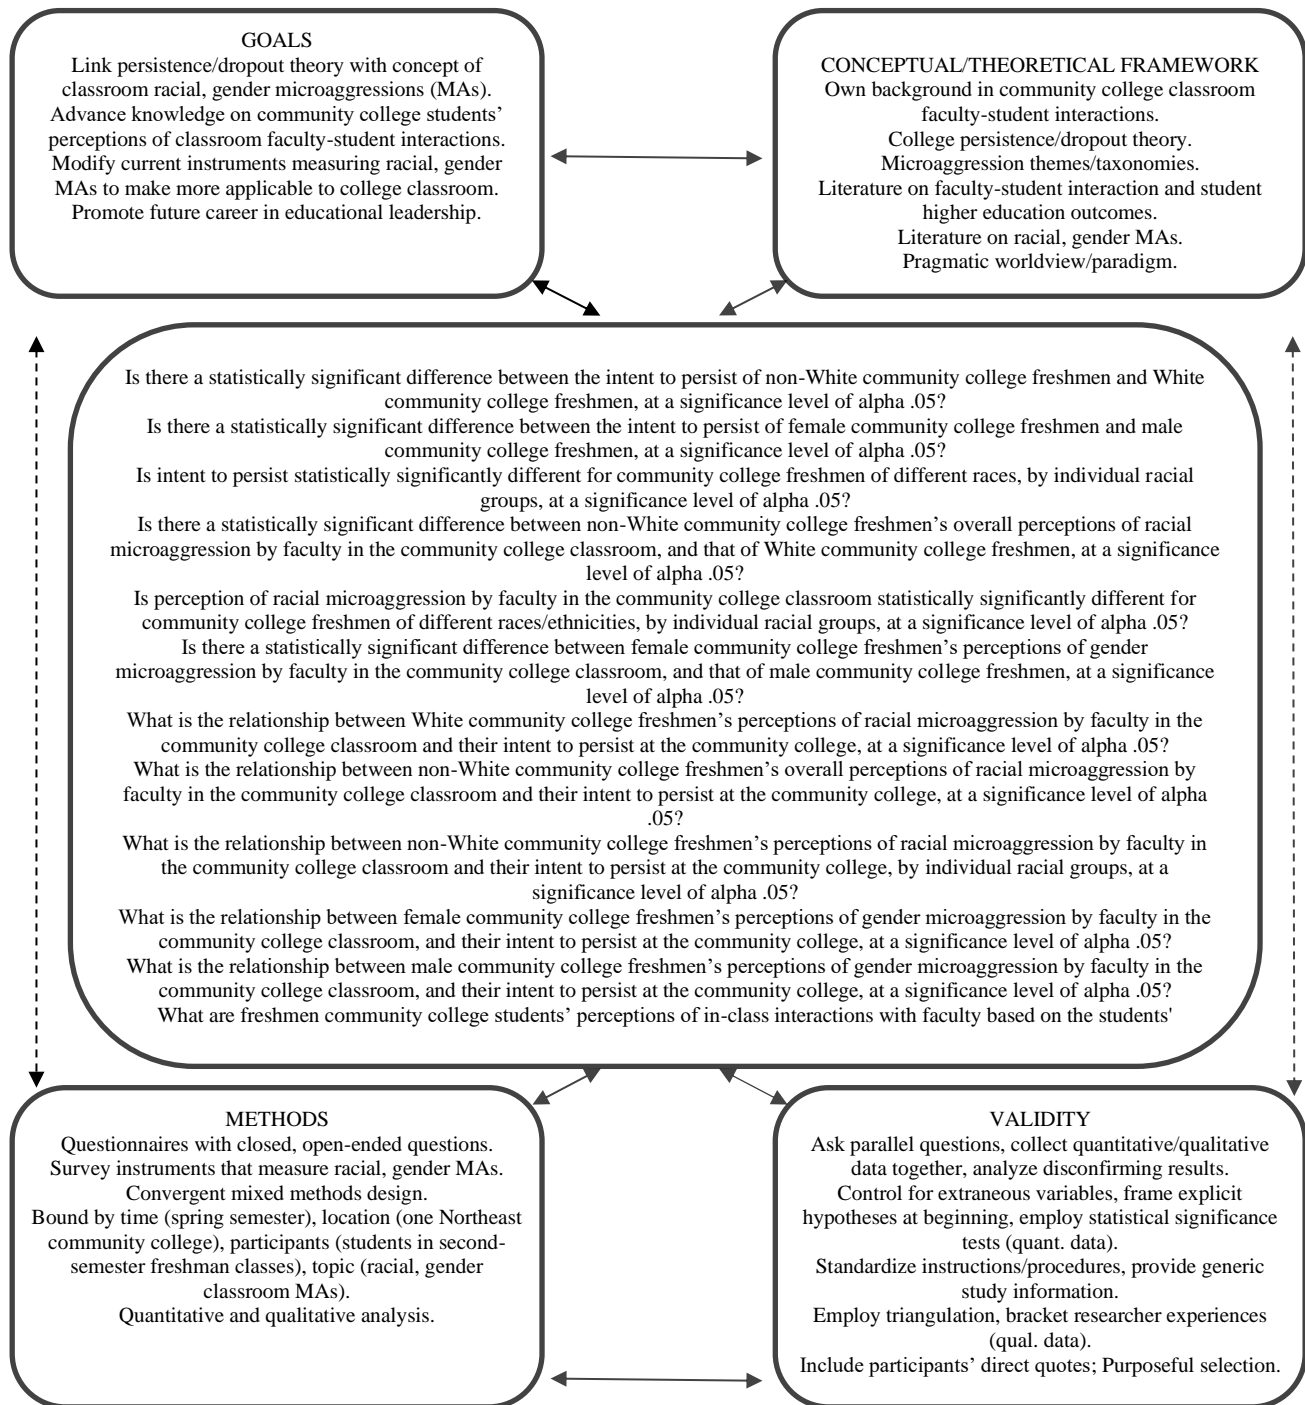 GOALS
Link persistence/dropout theory with concept of
classroom racial, gender microaggressions (MAs).
Advance knowledge on community college students’
perceptions of classroom faculty-student interactions.
Modify current instruments measuring racial, gender
MAs to make more applicable to college classroom.
Promote future career in educational leadership.
CONCEPTUAL/THEORETICAL FRAMEWORK
Own background in community college classroom
faculty-student interactions.
College persistence/dropout theory.
Microaggression themes/taxonomies.
Literature on faculty-student interaction and student
higher education outcomes.
Literature on racial, gender MAs.
Pragmatic worldview/paradigm.
Is there a statistically significant difference between the intent to persist of non-White community college freshmen and White
community college freshmen, at a significance level of alpha .05?
Is there a statistically significant difference between the intent to persist of female community college freshmen and male
community college freshmen, at a significance level of alpha .05?
Is intent to persist statistically significantly different for community college freshmen of different races, by individual racial
groups, at a significance level of alpha .05?
Is there a statistically significant difference between non-White community college freshmen’s overall perceptions of racial
microaggression by faculty in the community college classroom, and that of White community college freshmen, at a significance
level of alpha .05?
Is perception of racial microaggression by faculty in the community college classroom statistically significantly different for
community college freshmen of different races/ethnicities, by individual racial groups, at a significance level of alpha .05?
Is there a statistically significant difference between female community college freshmen’s perceptions of gender
microaggression by faculty in the community college classroom, and that of male community college freshmen, at a significance
level of alpha .05?
What is the relationship between White community college freshmen’s perceptions of racial microaggression by faculty in the
community college classroom and their intent to persist at the community college, at a significance level of alpha .05?
What is the relationship between non-White community college freshmen’s overall perceptions of racial microaggression by
faculty in the community college classroom and their intent to persist at the community college, at a significance level of alpha
.05?
What is the relationship between non-White community college freshmen’s perceptions of racial microaggression by faculty in
the community college classroom and their intent to persist at the community college, by individual racial groups, at a
significance level of alpha .05?
What is the relationship between female community college freshmen’s perceptions of gender microaggression by faculty in the
community college classroom, and their intent to persist at the community college, at a significance level of alpha .05?
What is the relationship between male community college freshmen’s perceptions of gender microaggression by faculty in the
community college classroom, and their intent to persist at the community college, at a significance level of alpha .05?
What are freshmen community college students’ perceptions of in-class interactions with faculty based on the students'
METHODS
Questionnaires with closed, open-ended questions.
Survey instruments that measure racial, gender MAs.
Convergent mixed methods design.
Bound by time (spring semester), location (one Northeast
community college), participants (students in second-
semester freshman classes), topic (racial, gender
classroom MAs).
Quantitative and qualitative analysis.
VALIDITY
Ask parallel questions, collect quantitative/qualitative
data together, analyze disconfirming results.
Control for extraneous variables, frame explicit
hypotheses at beginning, employ statistical significance
tests (quant. data).
Standardize instructions/procedures, provide generic
study information.
Employ triangulation, bracket researcher experiences
(qual. data).
Include participants’ direct quotes; Purposeful selection.